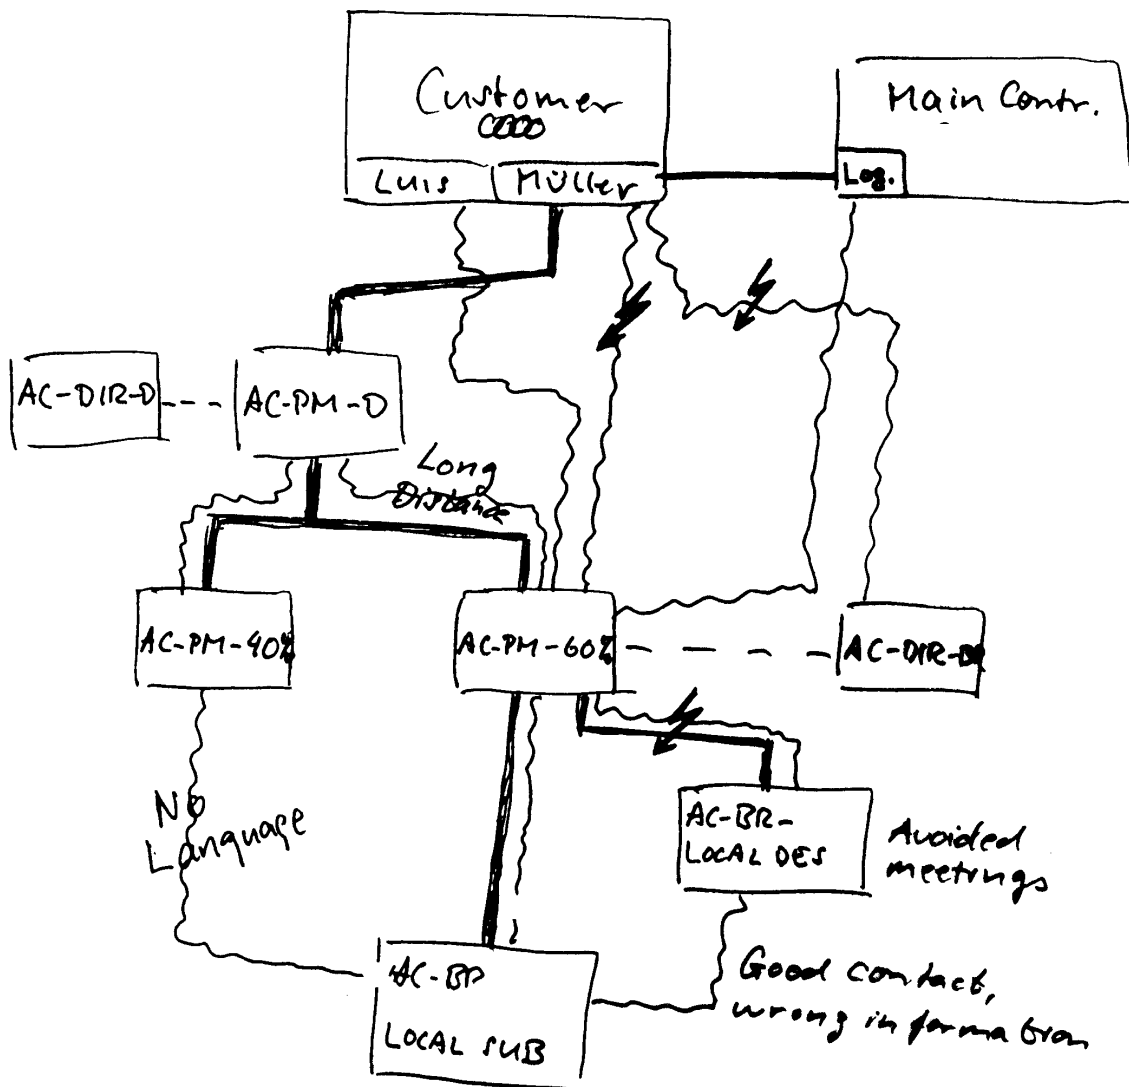 Customer
Main Contr.
Luis
Müller
Log.
AC-DIR-D
AC-PM-D
Long
Distance
AC-PM-40%
AC-PM-60%
AC-DIR-BR
No
Language
AC-BR-
LOCAL DES
Avoided
meetings
AC-BR
LOCAL SUB
Good contact,
wrong information